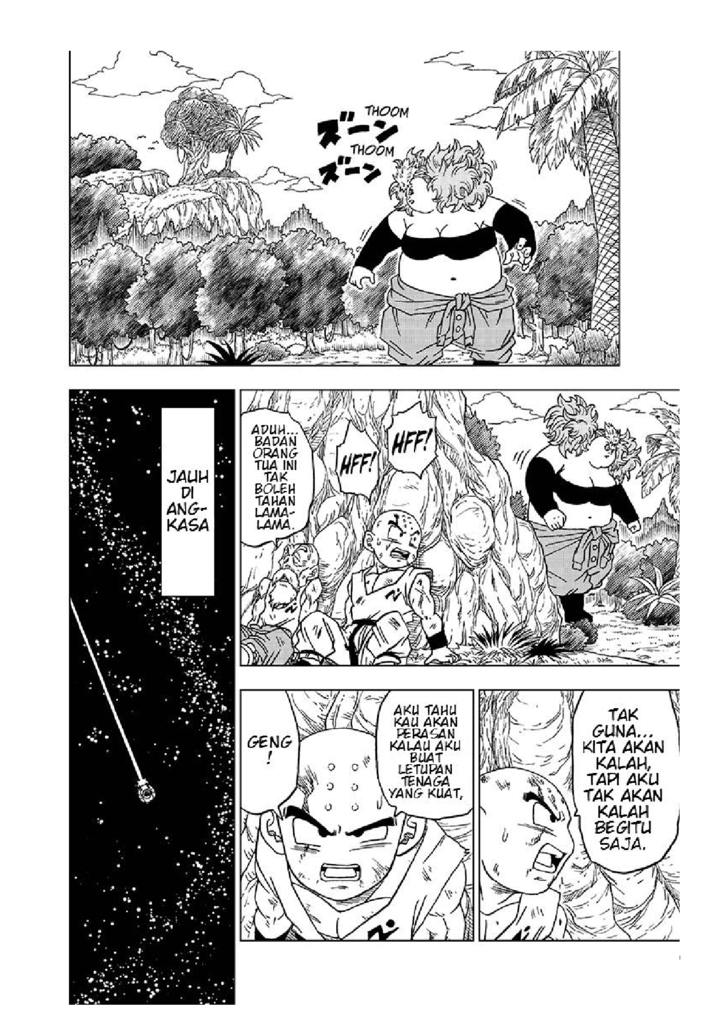 THOOM
ズーン
THOOM
ズーン
HFF!
HFF!
ADUH...
BADAN
ORANG
TUA INI
TAK
BOLEH
TAHAN
LAMA-
LAMA.
JAUH
DI
ANG-
KASA
TAK
GUNA...
KITA AKAN
KALAH,
TAPI AKU
TAK AKAN
KALAH
BEGITU
SAJA.
AKU TAHU
KAU AKAN
PERASAN
KALAU AKU
BUAT
LETUPAN
TENAGA
YANG KUAT,
GENG
!